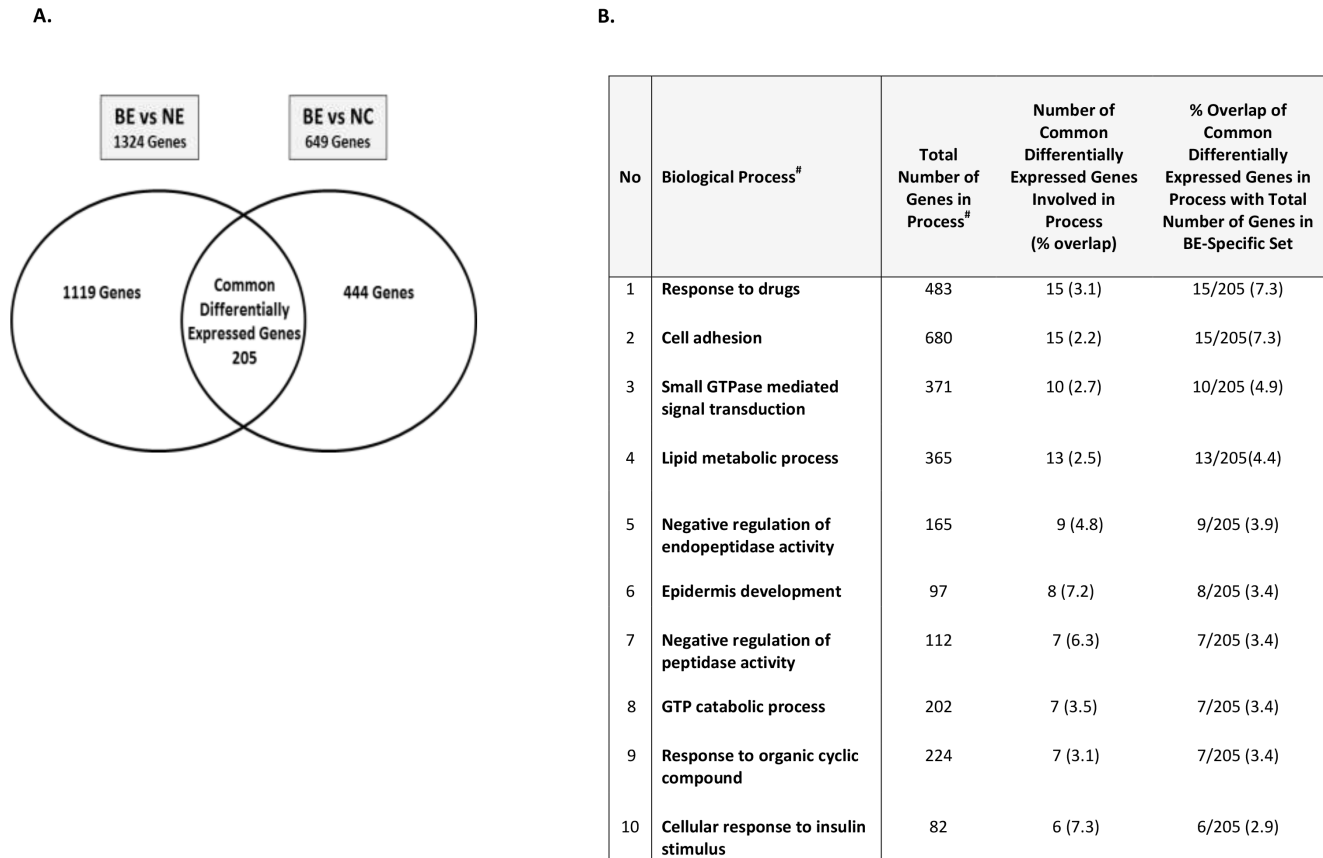 A.
BE vs NE
1324 Genes
BE vs NC
649 Genes
1119 Genes
Common
Differentially
Expressed Genes
205
444 Genes
B.
No
Biological Process#
Total
Number of
Genes in
Process#
Number of
Common
Differentially
Expressed Genes
Involved in
Process
(% overlap)
% Overlap of
Common
Differentially
Expressed Genes in
Process with Total
Number of Genes in
BE-Specific Set
1 Response to drugs 483 15 (3.1) 15/205 (7.3)
2 Cell adhesion 680 15 (2.2) 15/205(7.3)
3 Small GTPase mediated 371 10 (2.7) 10/205 (4.9)
signal transduction
4 Lipid metabolic process 365 13 (2.5) 13/205(4.4)
5 Negative regulation of 165 9 (4.8) 9/205 (3.9)
endopeptidase activity
6 Epidermis development 97 8 (7.2) 8/205 (3.4)
7 Negative regulation of 112 7 (6.3) 7/205 (3.4)
peptidase activity
8 GTP catabolic process 202 7 (3.5) 7/205 (3.4)
9 Response to organic cyclic 224 7 (3.1) 7/205 (3.4)
compound
10 Cellular response to insulin 82 6 (7.3) 6/205 (2.9)
stimulus